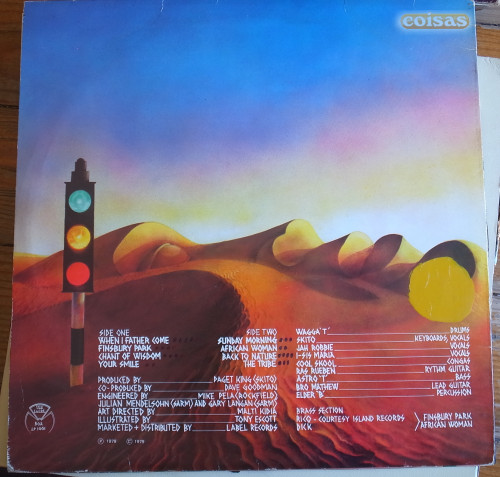 coisas
SIDE ONE
WHEN I FATHER COME
FINSBURY PARK
CHANT OF WISDOM
YOUR SMILE
SIDE TWO
SUNDAY MORNING
AFRICAN WOMAN
BACK TO NATURE
THE TRIBE
WAGGA 'T' DRUMS
SKITO KEYBOARDS, VOCALS
JAH ROBBIE VOCALS
I-SIS MARIA VOCALS
COOL SKOOL CONGAS
RAS RUEBEN RYTHM GUITAR
ASTRO 'T' BASS
BRO MATHEW LEAD GUITAR
ELDER 'B' PERCUSSION
PRODUCED BY PAGET KING (SKITO)
CO-PRODUCED BY DAVE GOODMAN
ENGINEERED BY MIKE PELA (ROCKFIELD)
JULIAN MENDELSOHN (SARM) AND GARY LANGAN (SARM)
ART DIRECTED BY MALTI KIDIA
ILLUSTRATED BY TONY ESCOTT
MARKETED + DISTRIBUTED BY LABEL RECORDS
BRASS SECTION
RICO - COURTESY ISLAND RECORDS
DICK
FINSBURY PARK
AFRICAN WOMAN
℗ 1979 © 1979